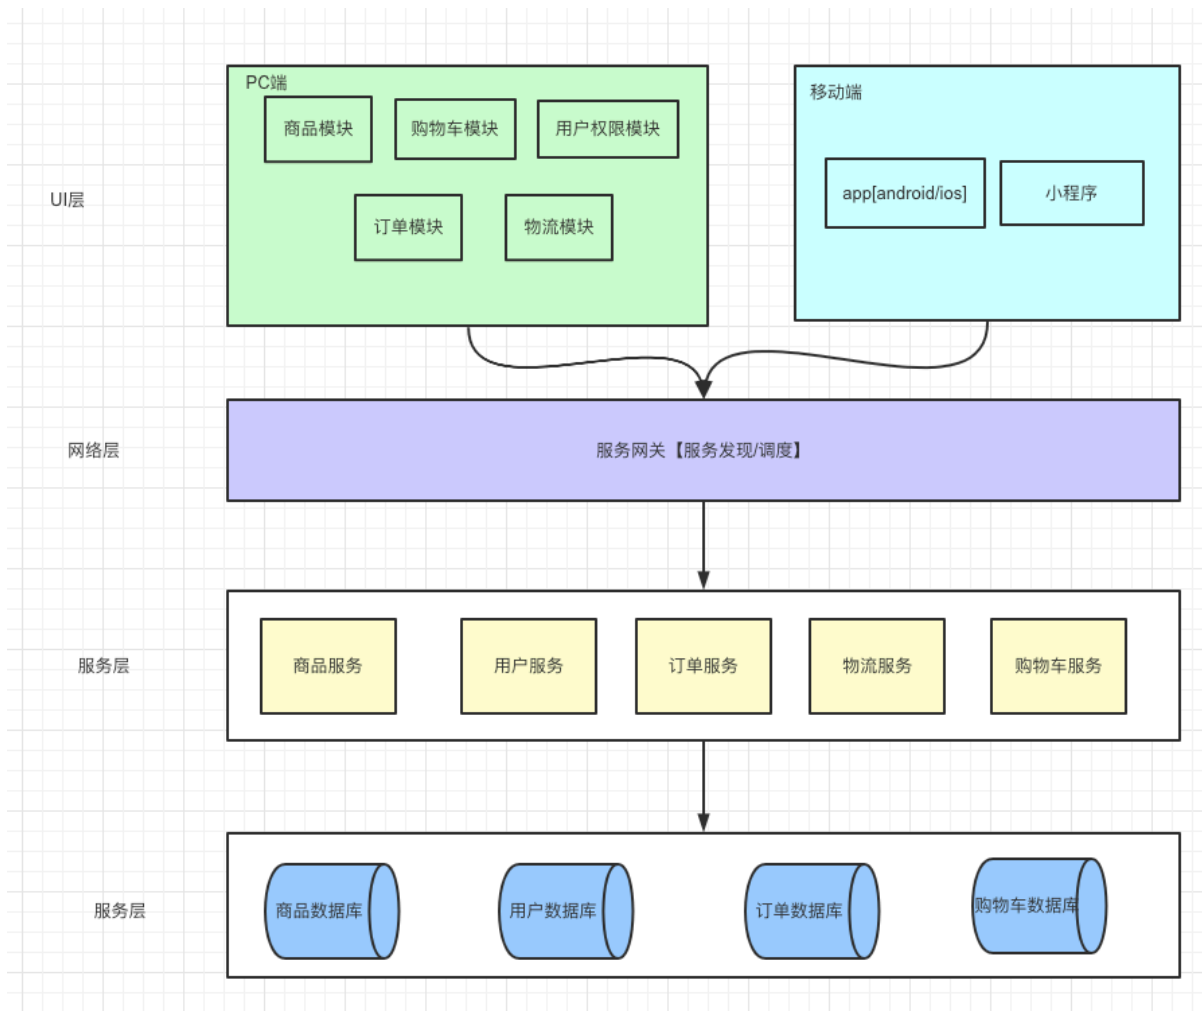 PC端
商品模块
购物车模块
用户权限模块
订单模块
物流模块
移动端
app[android/ios]
小程序
UI层
网络层
服务网关【服务发现/调度】
服务层
商品服务
用户服务
订单服务
物流服务
购物车服务
服务层
商品数据库
用户数据库
订单数据库
购物车数据库